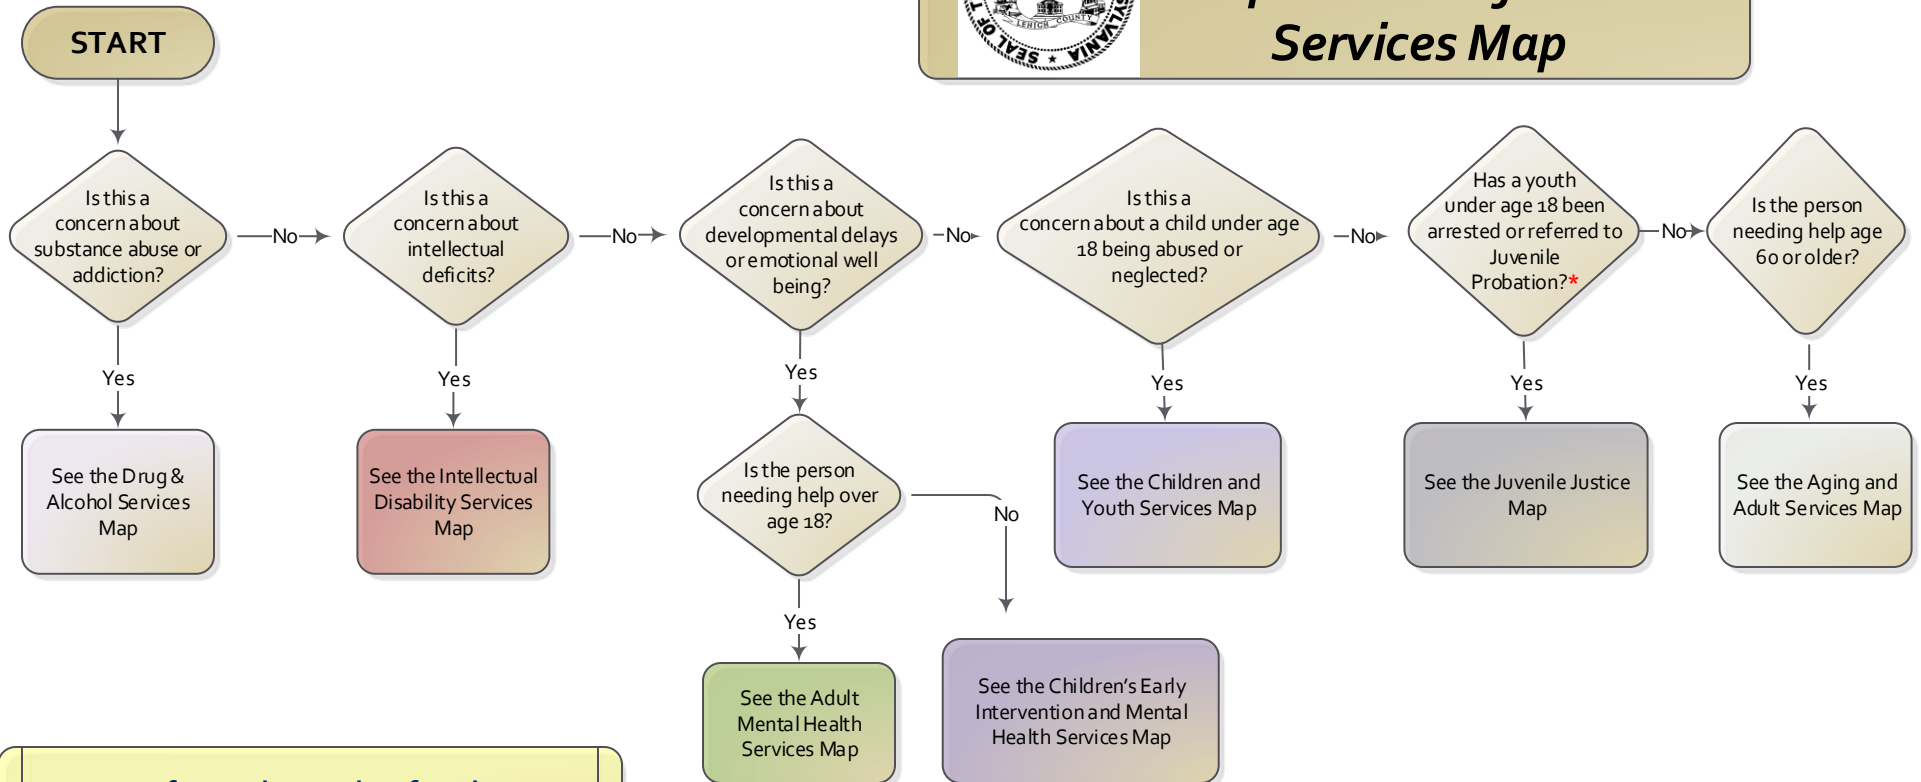 START
LEHIGH COUNTY
SEAL OF T
SYLVANIA
Services Map
Is this a
concern about
substance abuse or
addiction?
No
Is this a
concern about
intellectual
deficits?
No
Is this a
concern about
developmental delays
or emotional well
being?
No
Is this a
concern about a child under age
18 being abused or
neglected?
No
Has a youth
under age 18 been
arrested or referred to
Juvenile
Probation?*
No
Is the person
needing help age
60 or older?
Yes
Yes
Yes
Yes
Yes
Yes
See the Drug &
Alcohol Services
Map
See the Intellectual
Disability Services
Map
Is the person
needing help over
age 18?
No
See the Children and
Youth Services Map
See the Juvenile Justice
Map
See the Aging and
Adult Services Map
Yes
See the Adult
Mental Health
Services Map
See the Children's Early
Intervention and Mental
Health Services Map